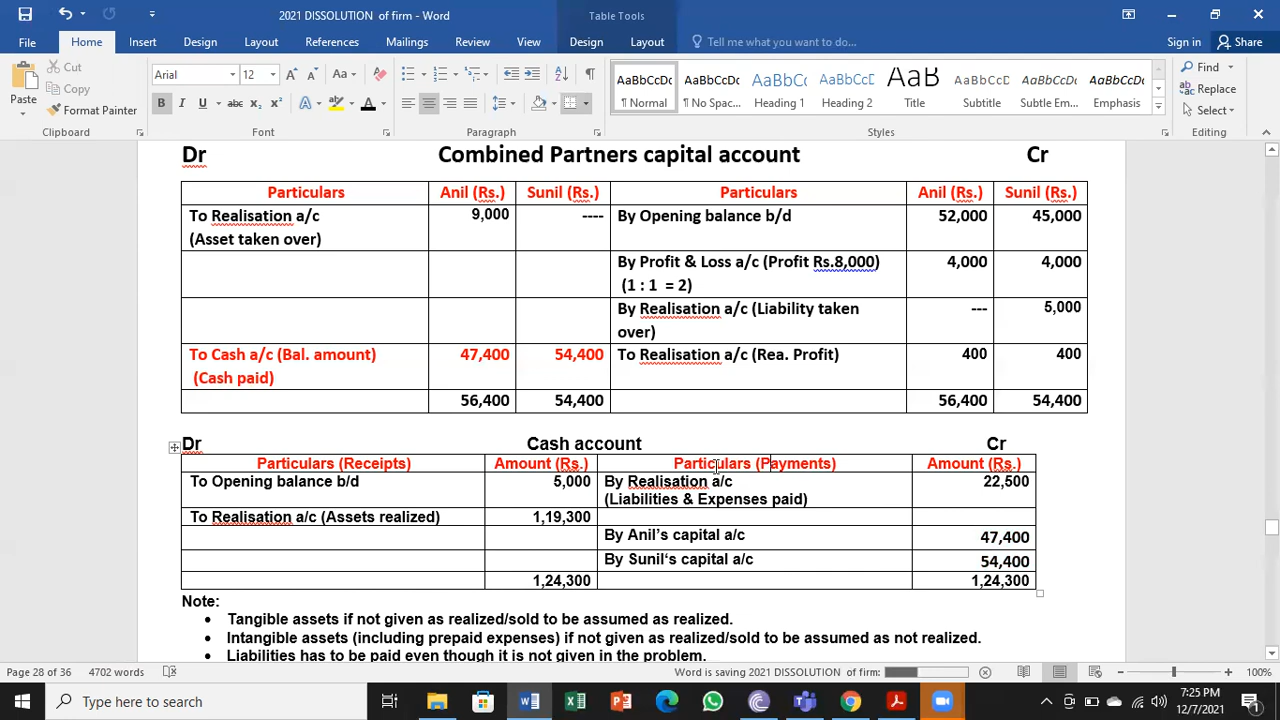 2021 DISSOLUTION of firm - Word
Table Tools
File Home Insert Design Layout References Mailings Review View Design Layout Tell me what you want to do... Sign in Share
Paste Cut Copy Format Painter Clipboard
Arial 12 Font
Paragraph
AaBbCcDc ¶ Normal
AaBbCcDc ¶ No Spac...
AaBbCc Heading 1
AaBbCcC Heading 2
AaB Title
AaBbCcD Subtitle
AaBbCcDc Subtle Em...
AaBbCcDc Emphasis
Styles
Find Replace Select Editing
Dr Combined Partners capital account Cr
Particulars Anil (Rs.) Sunil (Rs.) Particulars Anil (Rs.) Sunil (Rs.)
To Realisation a/c 9,000 ---- By Opening balance b/d 52,000 45,000
(Asset taken over)
By Profit & Loss a/c (Profit Rs.8,000) 4,000 4,000
(1 : 1 = 2)
By Realisation a/c (Liability taken --- 5,000
over)
To Cash a/c (Bal. amount) 47,400 54,400 To Realisation a/c (Rea. Profit) 400 400
(Cash paid)
56,400 54,400 56,400 54,400
Dr Cash account Cr
Particulars (Receipts) Amount (Rs.) Particulars (Payments) Amount (Rs.)
To Opening balance b/d 5,000 By Realisation a/c 22,500
(Liabilities & Expenses paid)
To Realisation a/c (Assets realized) 1,19,300
By Anil's capital a/c 47,400
By Sunil's capital a/c 54,400
1,24,300 1,24,300
Note:
• Tangible assets if not given as realized/sold to be assumed as realized.
• Intangible assets (including prepaid expenses) if not given as realized/sold to be assumed as not realized.
• Liabilities has to be paid even though it is not given in the problem.
Page 28 of 36 4702 words Word is saving 2021 DISSOLUTION of firm: 100%
Type here to search
7:25 PM
12/7/2021